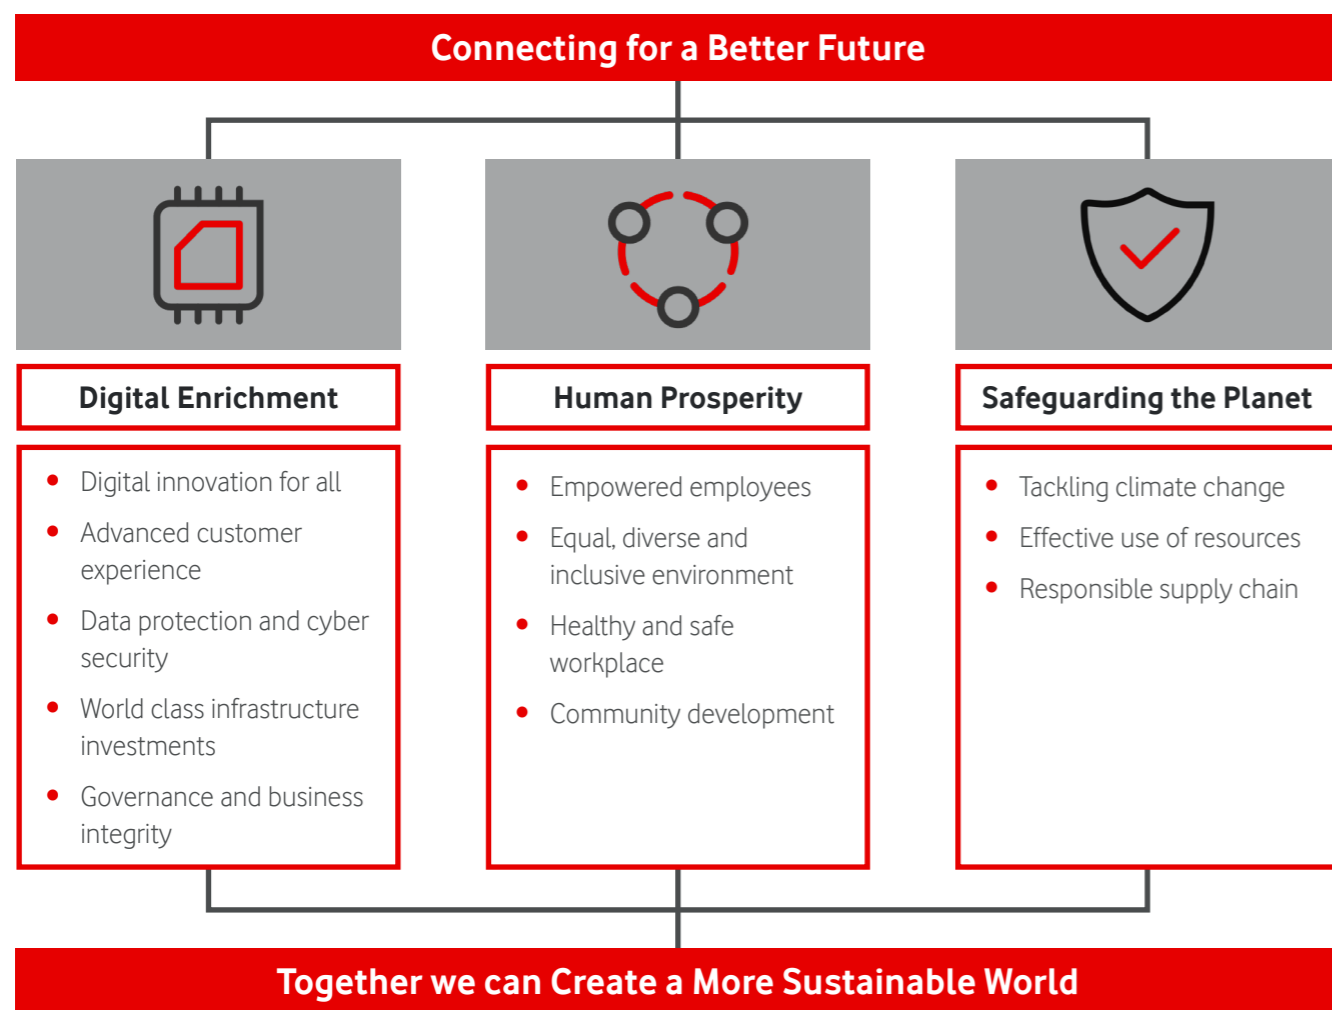 Connecting for a Better Future
Digital Enrichment
Digital innovation for all
Advanced customer
experience
Data protection and cyber
security
World class infrastructure
investments
Governance and business
integrity
Human Prosperity
Empowered employees
Equal, diverse and
inclusive environment
Healthy and safe
workplace
Community development
Safeguarding the Planet
Tackling climate change
Effective use of resources
Responsible supply chain
Together we can Create a More Sustainable World